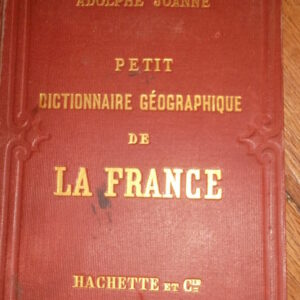 ADOLPHE JOANNE
PETIT
DICTIONNAIRE GÉOGRAPHIQUE
DE
LA FRANCE
HACHETTE ET Cie